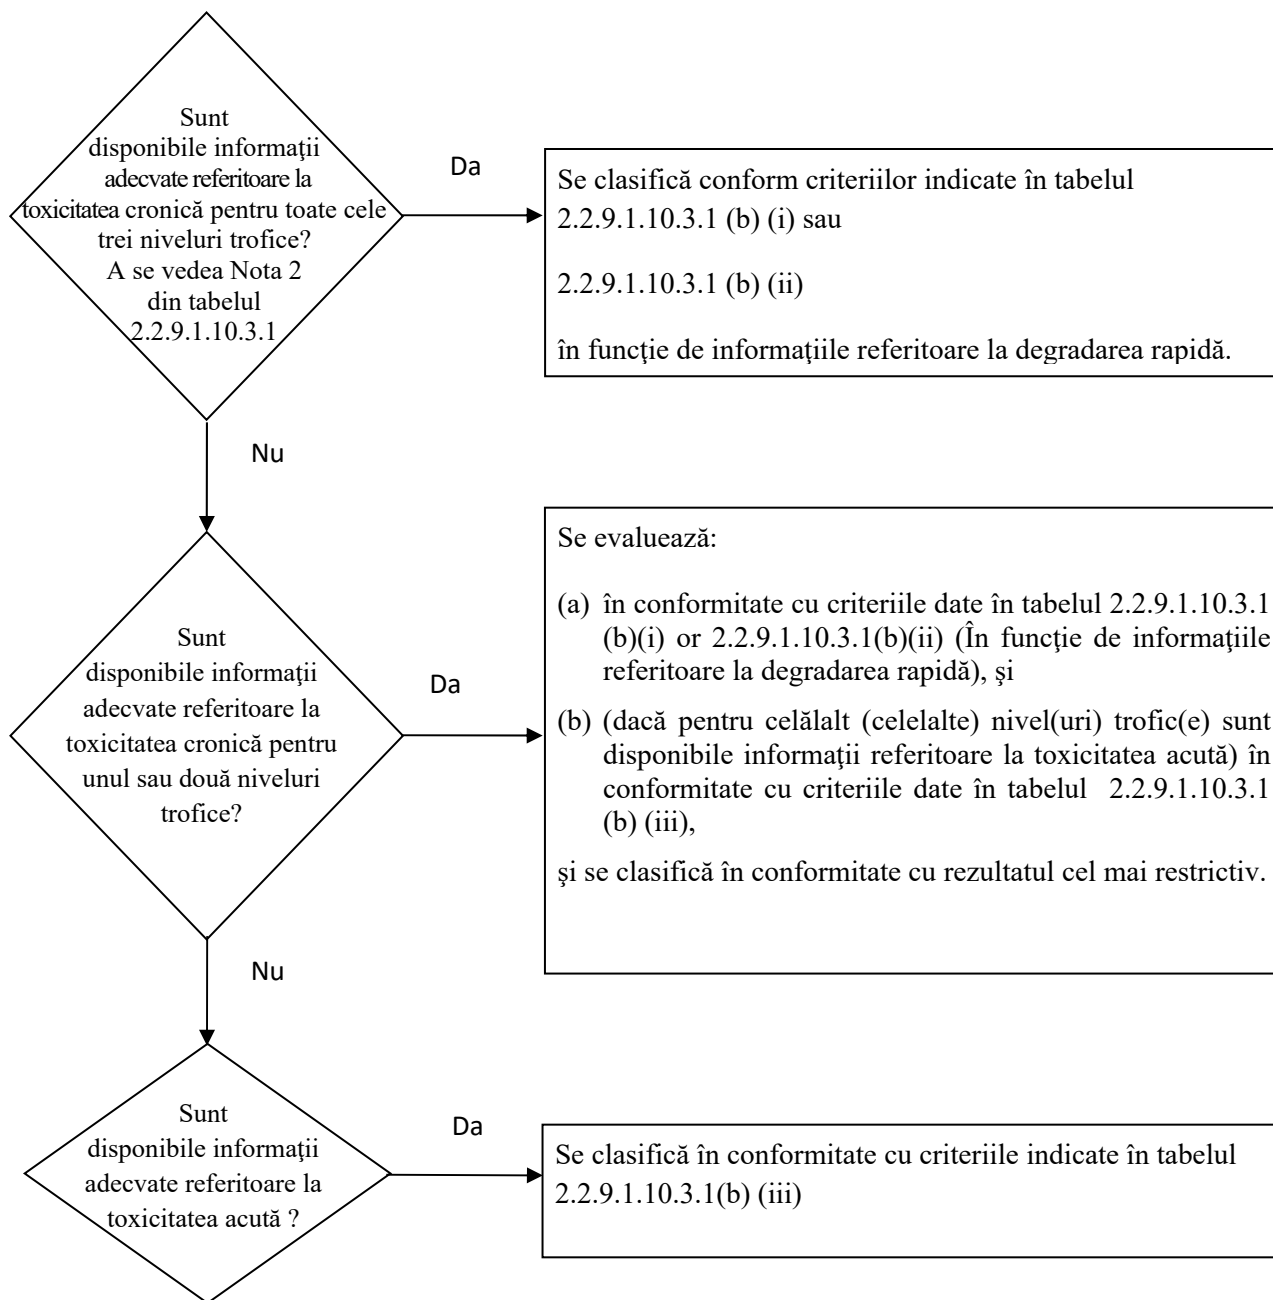 Sunt
disponibile informaţii
adecvate referitoare la
toxicitatea cronică pentru toate cele
trei niveluri trofice?
A se vedea Nota 2
din tabelul
2.2.9.1.10.3.1
Da
Se clasifică conform criteriilor indicate în tabelul
2.2.9.1.10.3.1 (b) (i) sau
2.2.9.1.10.3.1 (b) (ii)
în funcţie de informaţiile referitoare la degradarea rapidă.
Nu
Sunt
disponibile informaţii
adecvate referitoare la
toxicitatea cronică pentru
unul sau două niveluri
trofice?
Da
Se evaluează:
(a) în conformitate cu criteriile date în tabelul 2.2.9.1.10.3.1
(b)(i) or 2.2.9.1.10.3.1(b)(ii) (În funcţie de informaţiile
referitoare la degradarea rapidă), şi
(b) (dacă pentru celălalt (celelalte) nivel(uri) trofic(e) sunt
disponibile informaţii referitoare la toxicitatea acută) în
conformitate cu criteriile date în tabelul 2.2.9.1.10.3.1
(b) (iii),
şi se clasifică în conformitate cu rezultatul cel mai restrictiv.
Nu
Sunt
disponibile informaţii
adecvate referitoare la
toxicitatea acută ?
Da
Se clasifică în conformitate cu criteriile indicate în tabelul
2.2.9.1.10.3.1(b) (iii)